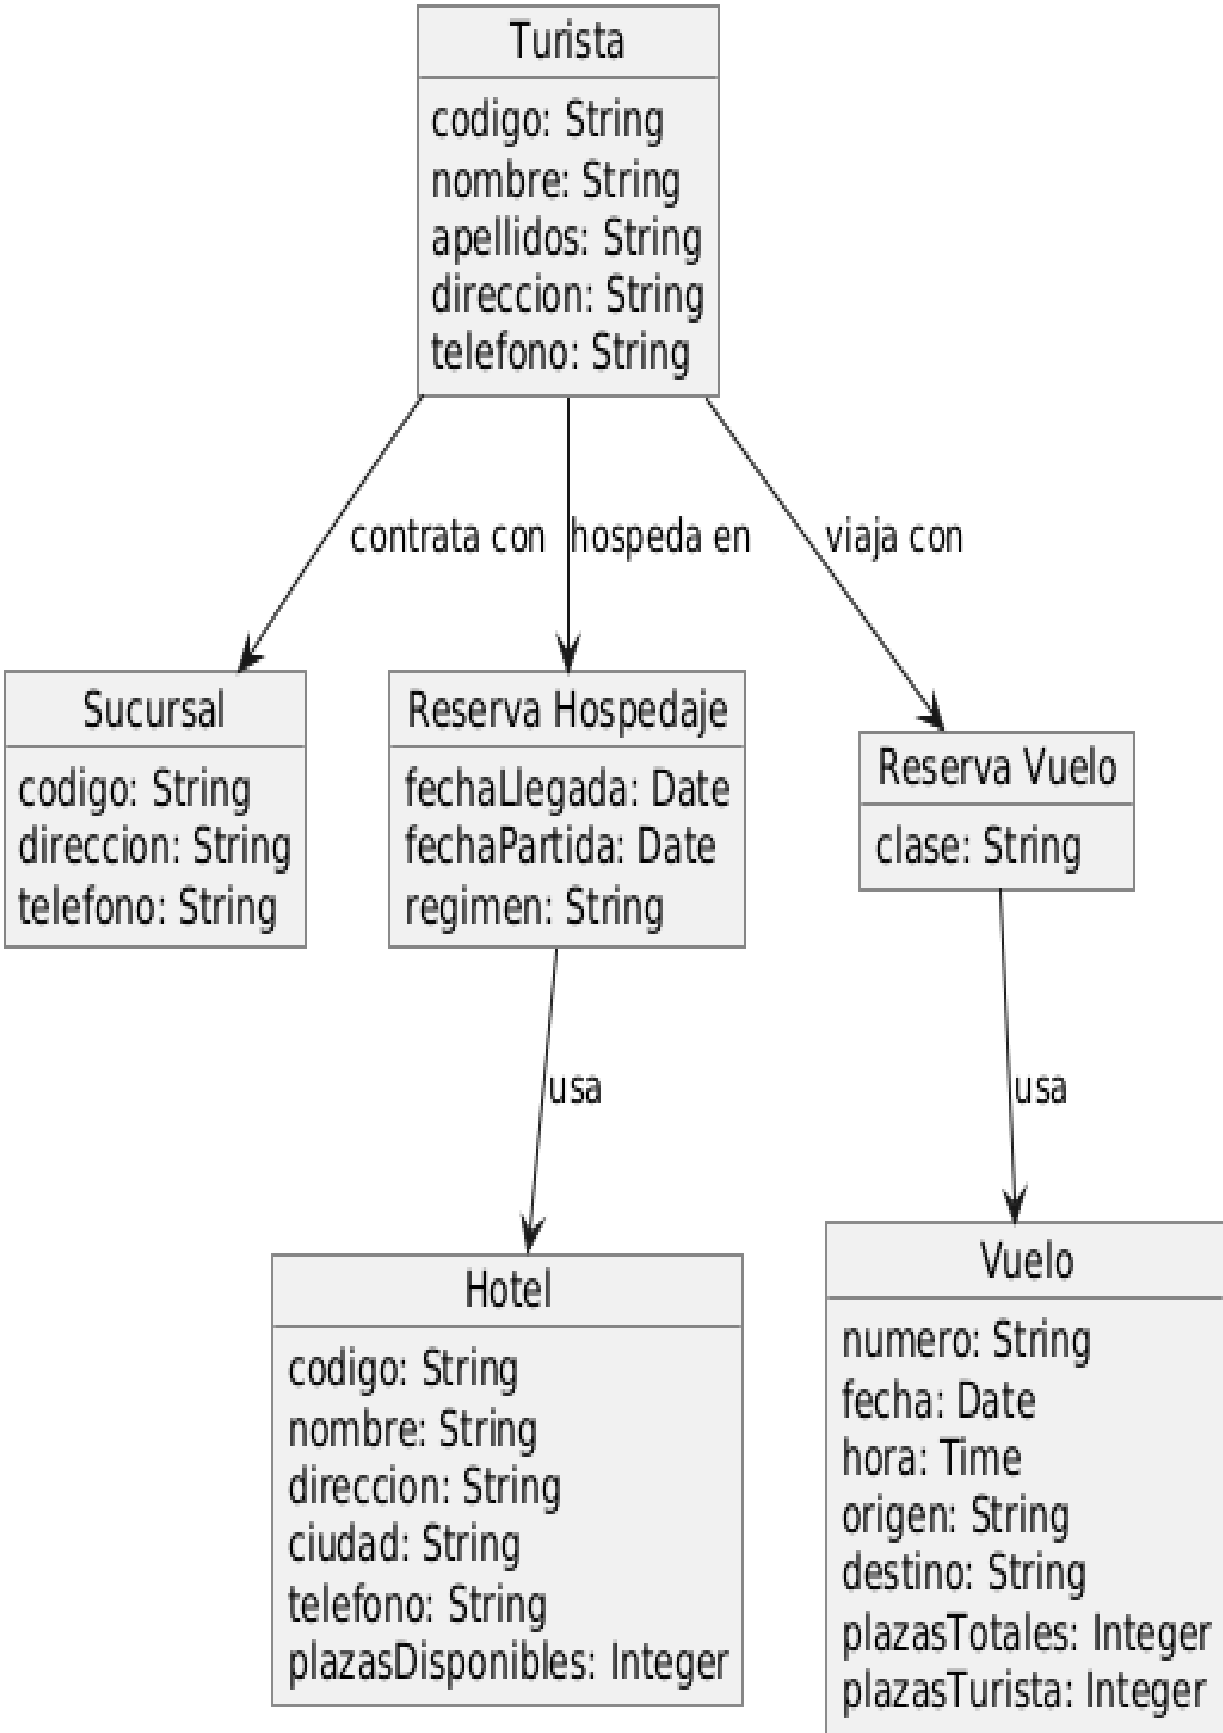 Turista
codigo: String
nombre: String
apellidos: String
direccion: String
telefono: String
contrata con
hospeda en
viaja con
Sucursal
codigo: String
direccion: String
telefono: String
Reserva Hospedaje
fechaLlegada: Date
fechaPartida: Date
regimen: String
Reserva Vuelo
clase: String
usa
usa
Hotel
codigo: String
nombre: String
direccion: String
ciudad: String
telefono: String
plazasDisponibles: Integer
Vuelo
numero: String
fecha: Date
hora: Time
origen: String
destino: String
plazasTotales: Integer
plazasTurista: Integer